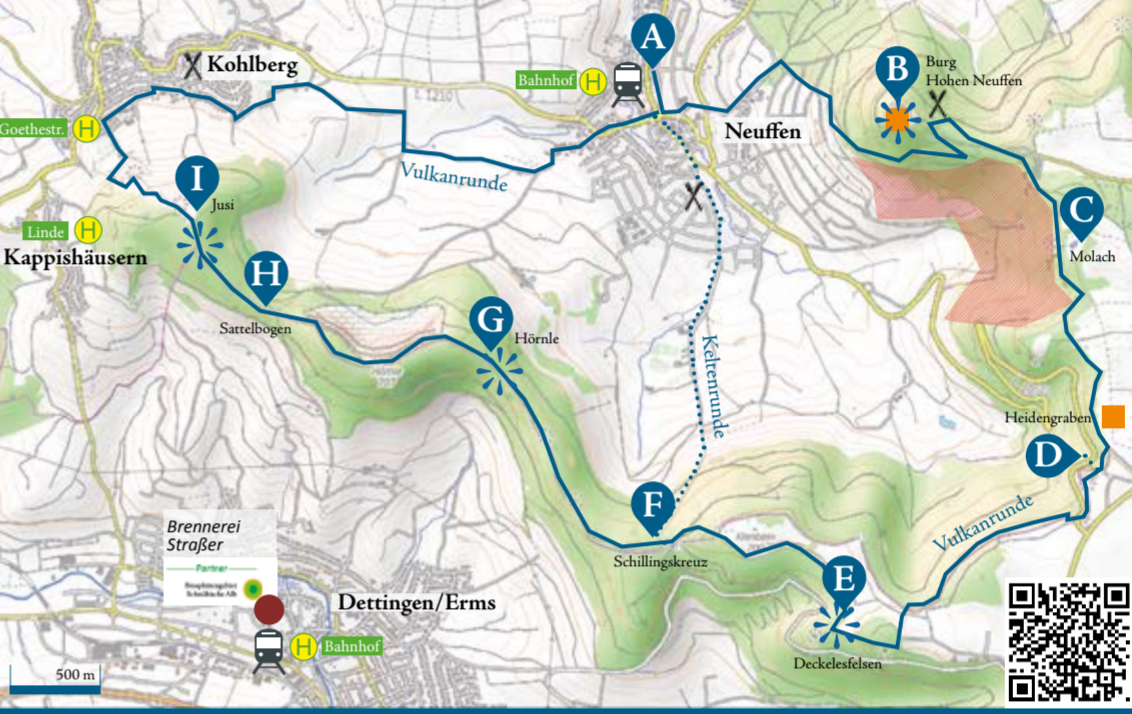 A
B
Burg
Hohen Neuffen
Kohlberg
Bahnhof
H
L 1210
Goethestr.
H
Neuffen
Vulkanrunde
I
Jusi
C
Molach
Linde
H
Kappishäusern
H
Sattelbogen
G
Hörnle
Keltenrunde
Heidengraben
D
Vulkanrunde
F
Schillingskreuz
Brennerei
Straßer
Partner
E
Dettingen/Erms
H
Bahnhof
Deckelesfelsen
500 m